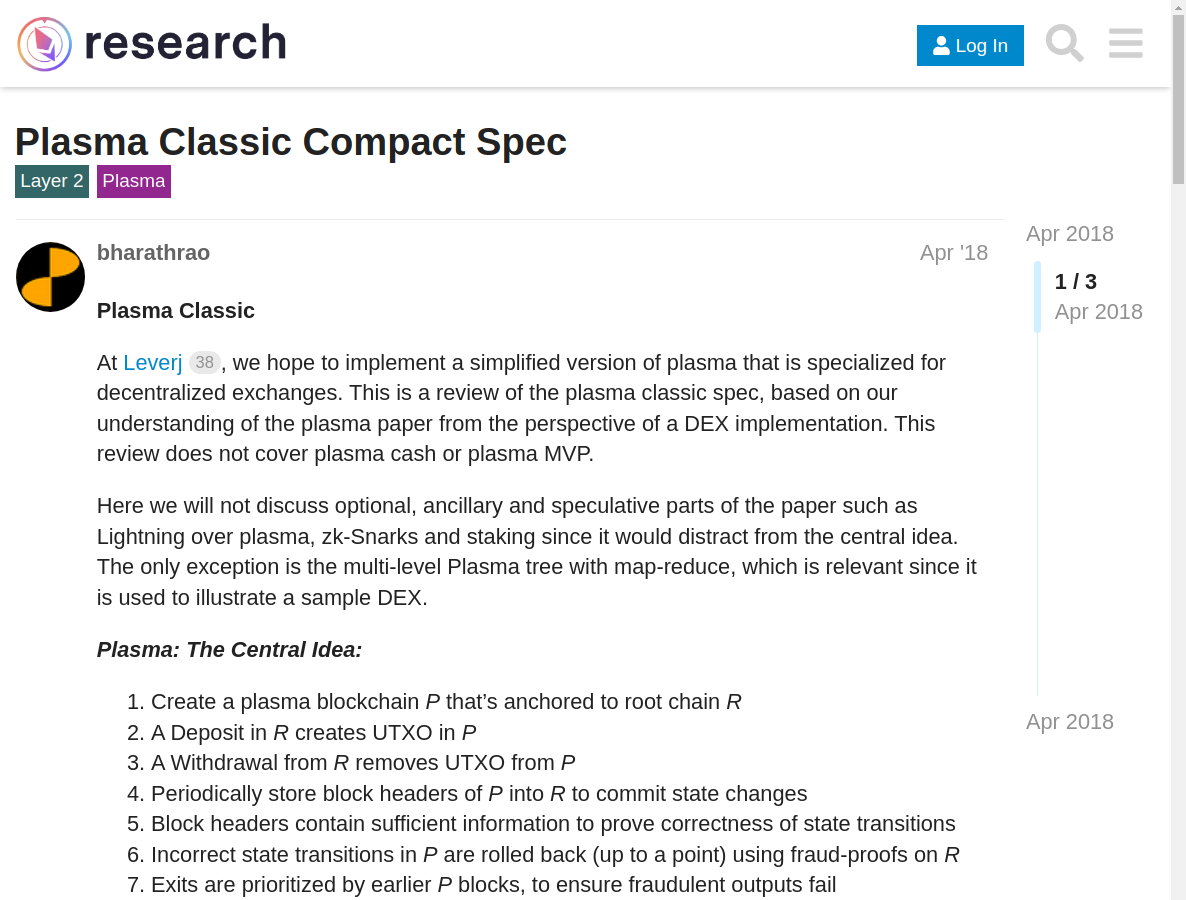 research
Log In
Plasma Classic Compact Spec
Layer 2 Plasma
bharathrao
Apr '18
Plasma Classic
At Leverj 38, we hope to implement a simplified version of plasma that is specialized for
decentralized exchanges. This is a review of the plasma classic spec, based on our
understanding of the plasma paper from the perspective of a DEX implementation. This
review does not cover plasma cash or plasma MVP.
Here we will not discuss optional, ancillary and speculative parts of the paper such as
Lightning over plasma, zk-Snarks and staking since it would distract from the central idea.
The only exception is the multi-level Plasma tree with map-reduce, which is relevant since it
is used to illustrate a sample DEX.
Plasma: The Central Idea:
1. Create a plasma blockchain P that’s anchored to root chain R
2. A Deposit in R creates UTXO in P
3. A Withdrawal from R removes UTXO from P
4. Periodically store block headers of P into R to commit state changes
5. Block headers contain sufficient information to prove correctness of state transitions
6. Incorrect state transitions in P are rolled back (up to a point) using fraud-proofs on R
7. Exits are prioritized by earlier P blocks, to ensure fraudulent outputs fail
Apr 2018
1 / 3
Apr 2018
Apr 2018